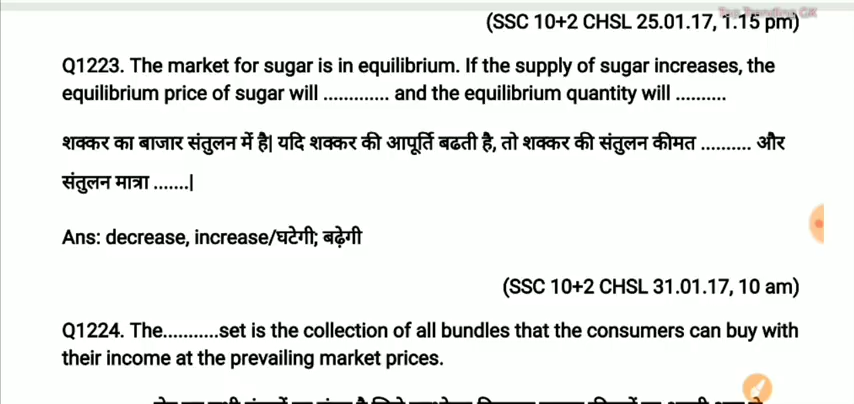 (SSC 10+2 CHSL 25.01.17, 1.15 pm)
Q1223. The market for sugar is in equilibrium. If the supply of sugar increases, the
equilibrium price of sugar will ............. and the equilibrium quantity will ..........
शक्कर का बाजार संतुलन में है| यदि शक्कर की आपूर्ति बढती है, तो शक्कर की संतुलन कीमत .......... और
संतुलन मात्रा .......|
Ans: decrease, increase/घटेगी; बढ़ेगी
(SSC 10+2 CHSL 31.01.17, 10 am)
Q1224. The...........set is the collection of all bundles that the consumers can buy with
their income at the prevailing market prices.